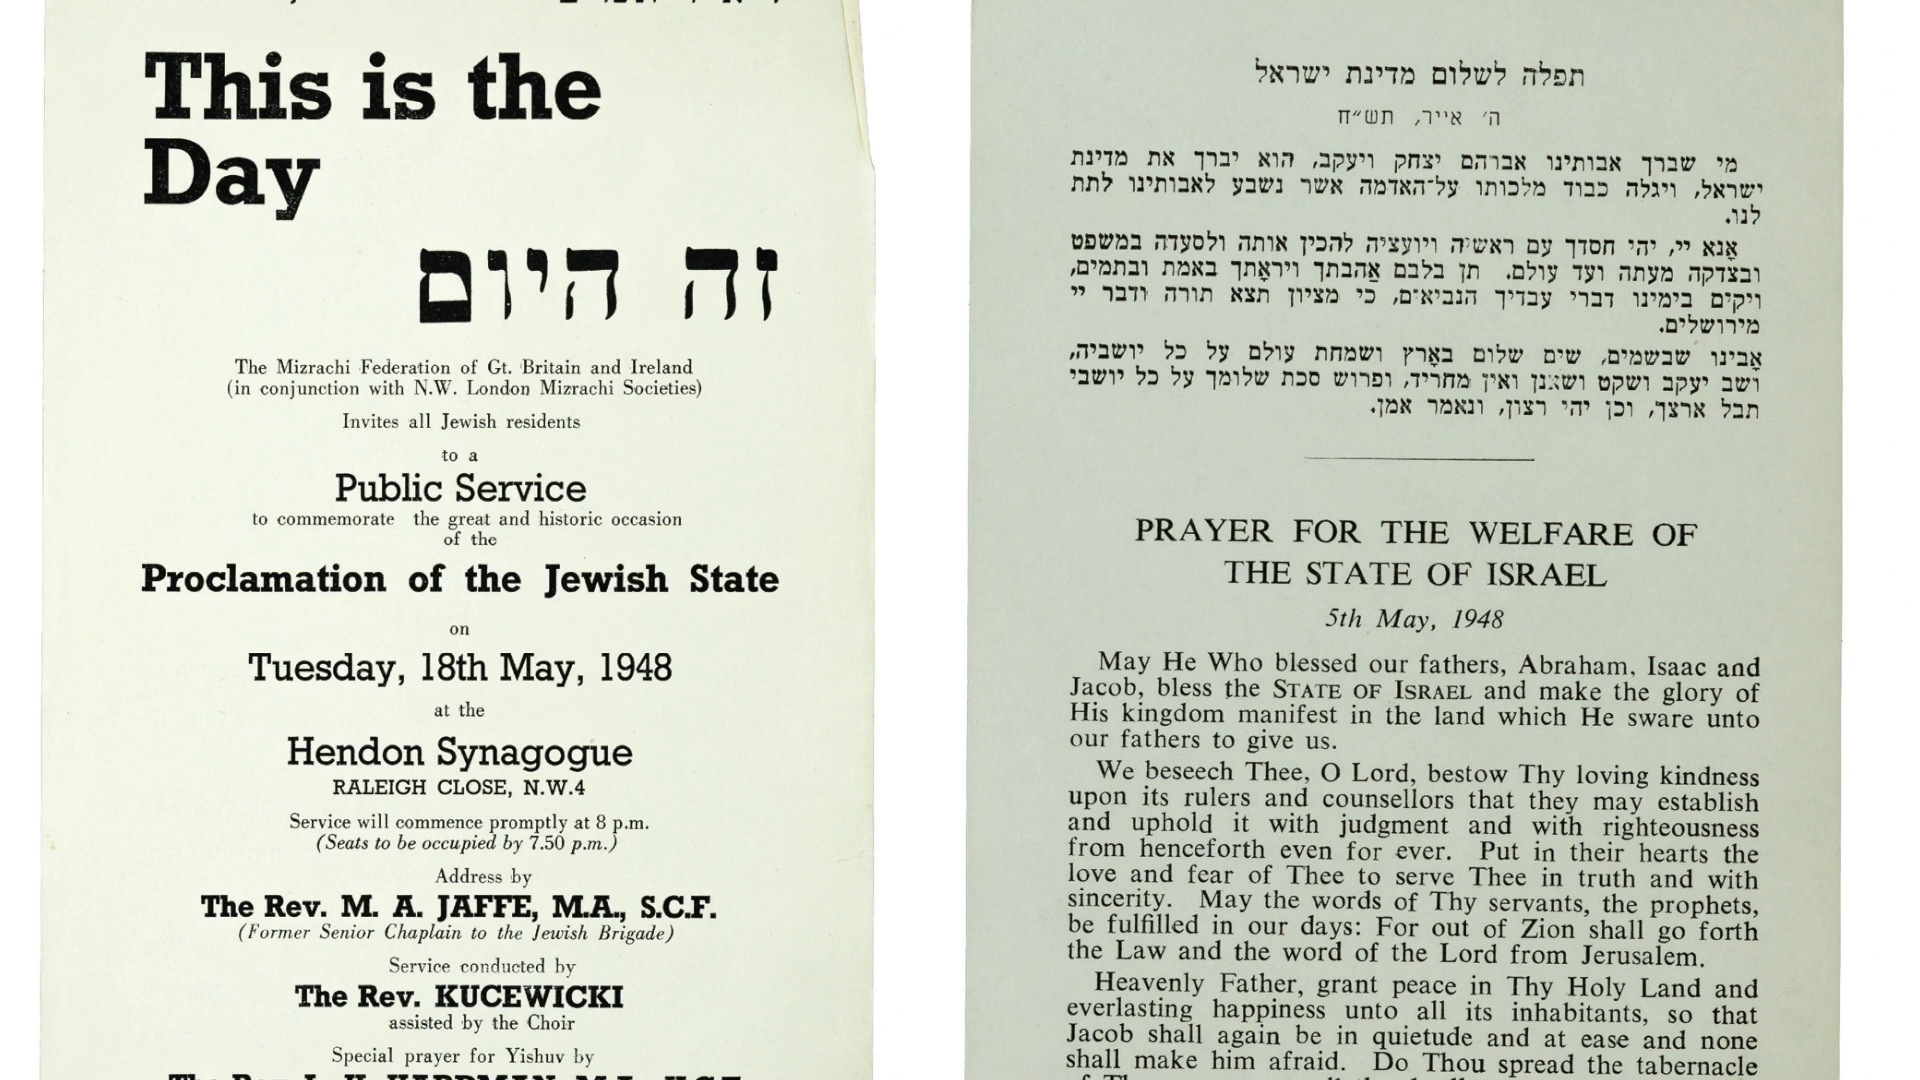 This is the
Day
זה היום
The Mizrachi Federation of Gt. Britain and Ireland
(in conjunction with N.W. London Mizrachi Societies)
Invites all Jewish residents
to a
Public Service
to commemorate the great and historic occasion
of the
Proclamation of the Jewish State
on
Tuesday, 18th May, 1948
at the
Hendon Synagogue
RALEIGH CLOSE, N.W.4
Service will commence promptly at 8 p.m.
(Seats to be occupied by 7.50 p.m.)
Address by
The Rev. M. A. JAFFE, M.A., S.C.F.
(Former Senior Chaplain to the Jewish Brigade)
Service conducted by
The Rev. KUCEWICKI
assisted by the Choir
Special prayer for Yishuv by
תפלה לשלום מדינת ישראל
ה׳ אייר, תש״ח
מי שברך אבותינו אברהם יצחק ויעקב, הוא יברך את מדינת
ישראל, ויגלה כבוד מלכותו על־האדמה אשר נשבע לאבותינו לתת
לנו.
אָנא יי, יהי חסדך עם ראשיה ויועציה להכין אותה ולסעדה במשפט
ובצדקה מעתה ועד עולם. תן בלבם אַהבתך ויראָתך באמת ובתמים,
ויקים בימינו דברי עבדיך הנביאים, כי מציון תצא תורה ודבר יי
מירושלים.
אָבינו שבשמים, שים שלום באָרץ ושמחת עולם על כל יושביה,
ושב יעקב ושקט ושאנן ואין מחריד, ופרוש סכת שלומך על כל יושבי
תבל ארצך, וכן יהי רצון, ונאמר אמן.
PRAYER FOR THE WELFARE OF
THE STATE OF ISRAEL
5th May, 1948
May He Who blessed our fathers, Abraham, Isaac and
Jacob, bless the STATE OF ISRAEL and make the glory of
His kingdom manifest in the land which He sware unto
our fathers to give us.
We beseech Thee, O Lord, bestow Thy loving kindness
upon its rulers and counsellors that they may establish
and uphold it with judgment and with righteousness
from henceforth even for ever. Put in their hearts the
love and fear of Thee to serve Thee in truth and with
sincerity. May the words of Thy servants, the prophets,
be fulfilled in our days: For out of Zion shall go forth
the Law and the word of the Lord from Jerusalem.
Heavenly Father, grant peace in Thy Holy Land and
everlasting happiness unto all its inhabitants, so that
Jacob shall again be in quietude and at ease and none
shall make him afraid. Do Thou spread the tabernacle